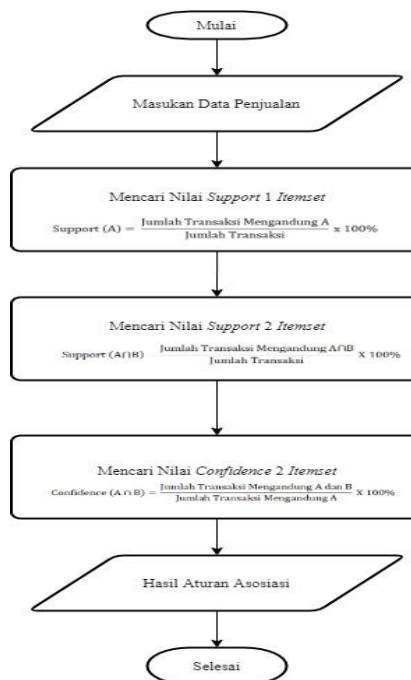 Mulai
Masukan Data Penjualan
Mencari Nilai Support 1 Itemset
Support (A) = Jumlah Transaksi Mengandung A / Jumlah Transaksi x 100%
Mencari Nilai Support 2 Itemset
Support (A∩B) Jumlah Transaksi Mengandung A∩B / Jumlah Transaksi X 100%
Mencari Nilai Confidence 2 Itemset
Confidence (A ∩ B) = Jumlah Transaksi Mengandung A dan B / Jumlah Transaksi Mengandung A X 100%
Hasil Aturan Asosiasi
Selesai